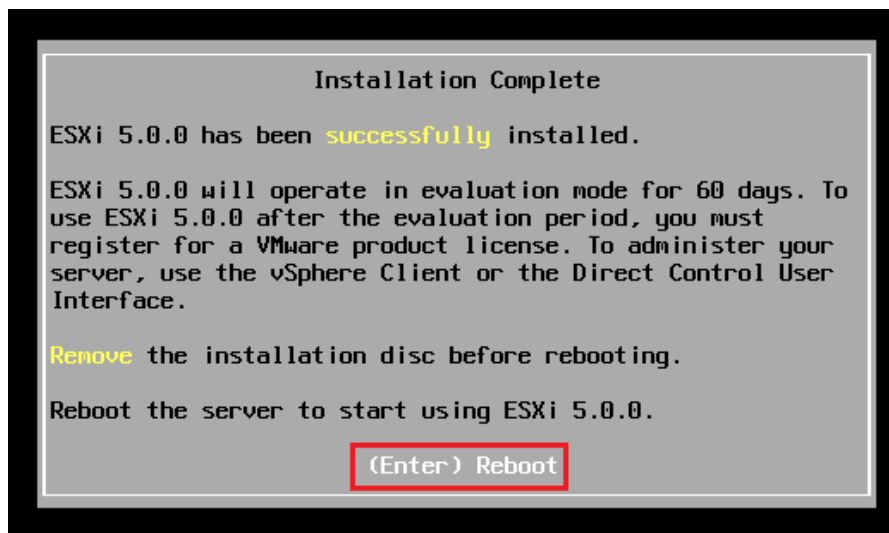 Installation Complete
ESXi 5.0.0 has been successfully installed.
ESXi 5.0.0 will operate in evaluation mode for 60 days. To
use ESXi 5.0.0 after the evaluation period, you must
register for a VMware product license. To administer your
server, use the vSphere Client or the Direct Control User
Interface.
Remove the installation disc before rebooting.
Reboot the server to start using ESXi 5.0.0.
(Enter) Reboot